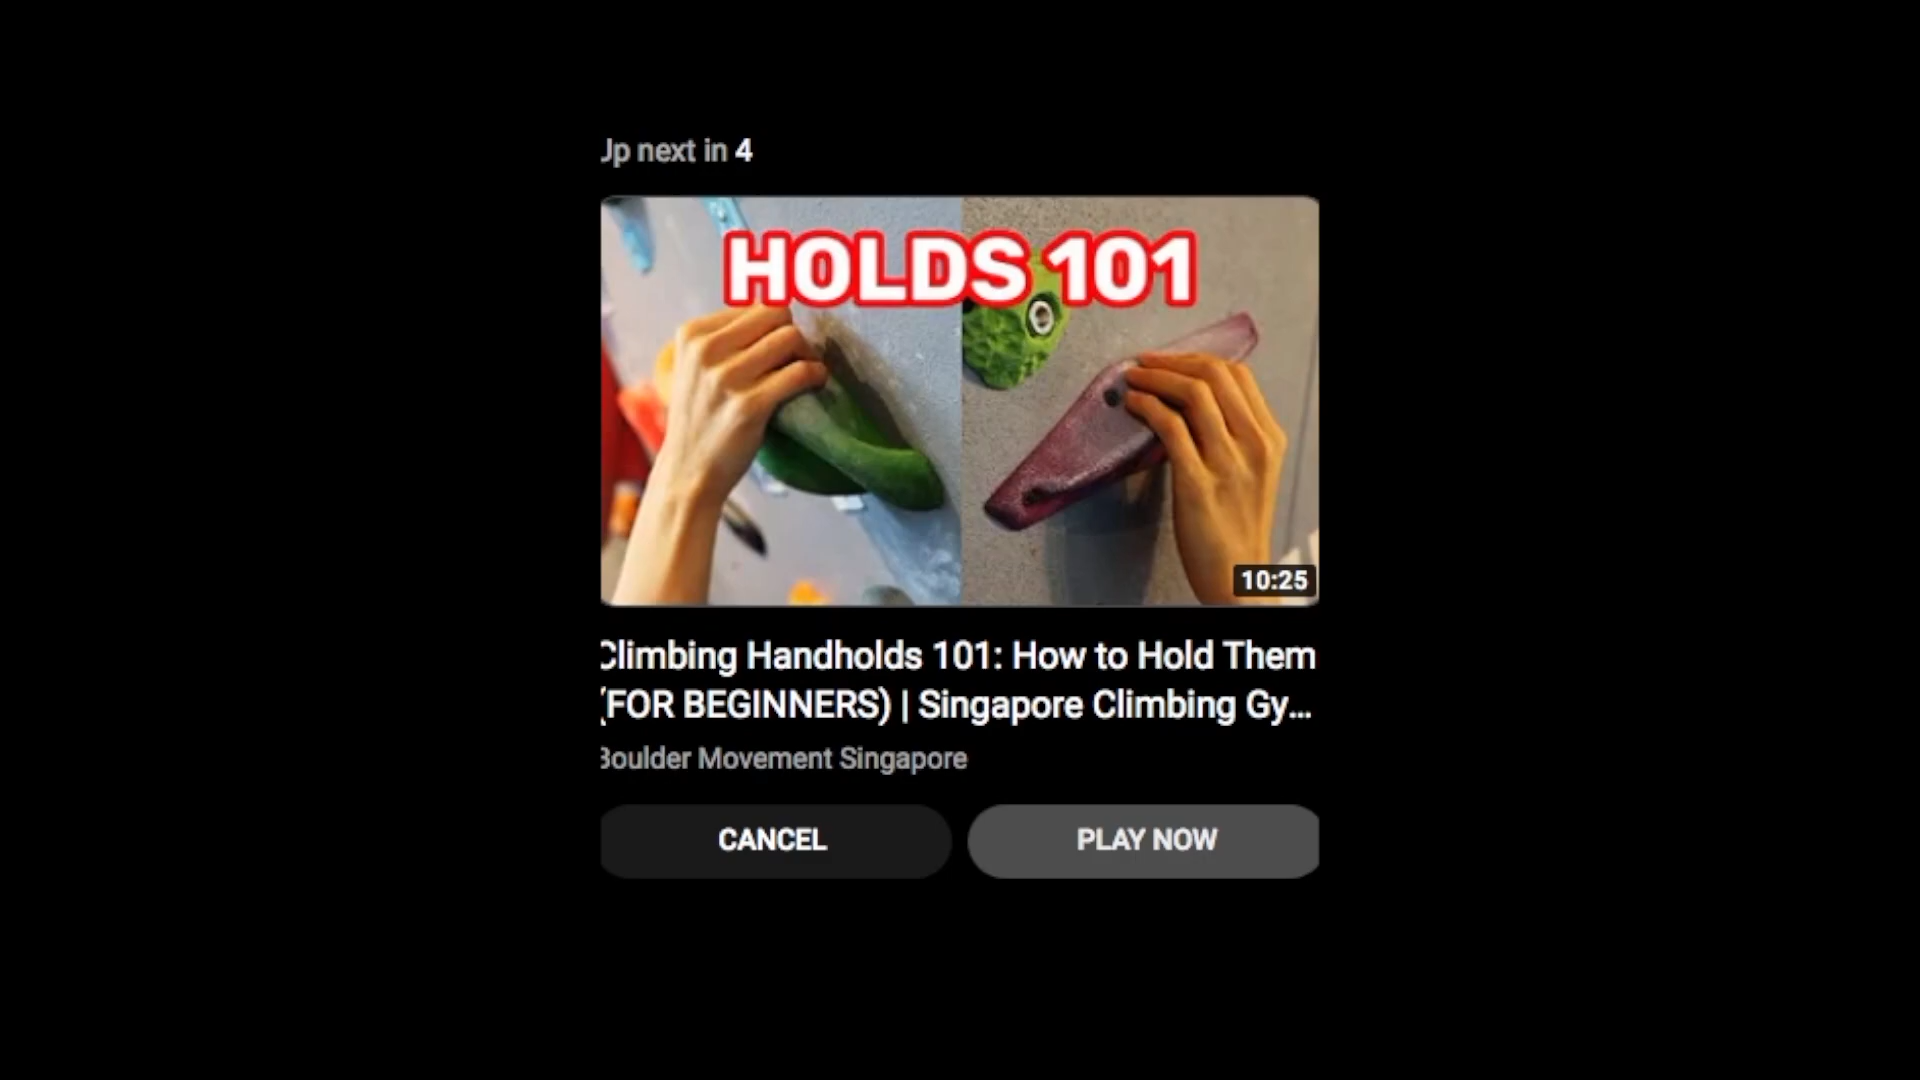 Up next in 4
HOLDS 101
10:25
Climbing Handholds 101: How to Hold Them
(FOR BEGINNERS) | Singapore Climbing Gy...
Boulder Movement Singapore
CANCEL
PLAY NOW